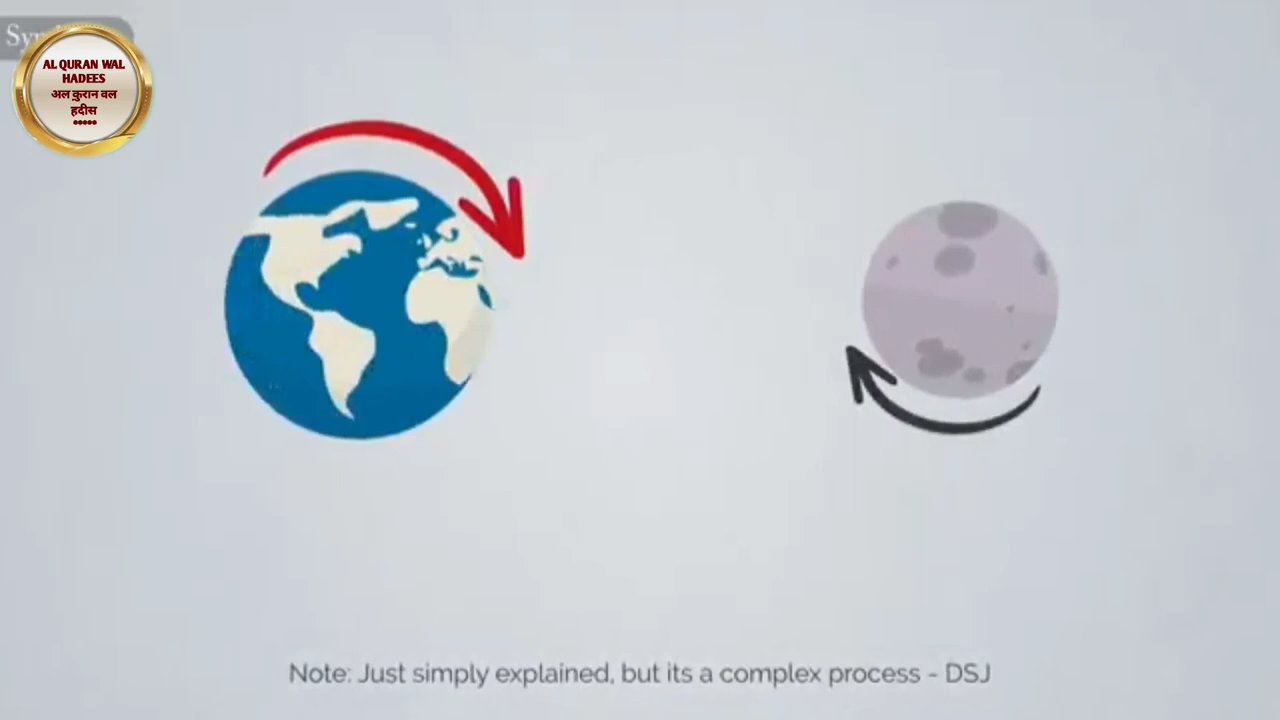 AL QURAN WAL
HADEES
अल क़ुरान वल
हदीस
Note: Just simply explained, but its a complex process - DSJ